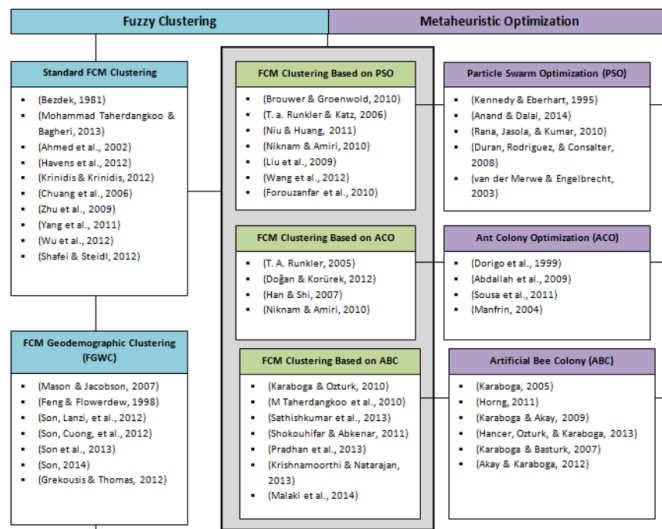 Fuzzy Clustering
Metaheuristic Optimization
Standard FCM Clustering
(Bezdek, 1981)
(Mohammad Taherdangkoo &
Bagheri, 2013)
(Ahmed et al., 2002)
(Havens et al., 2012)
(Krinidis & Krinidis, 2012)
(Chuang et al., 2006)
(Zhu et al., 2009)
(Yang et al., 2011)
(Wu et al., 2012)
(Shafei & Steidl, 2012)
FCM Geodemographic Clustering
(FGWC)
(Mason & Jacobson, 2007)
(Feng & Flowerdew, 1998)
(Son, Lanzi, et al., 2012)
(Son, Cuong, et al., 2012)
(Son et al., 2013)
(Son, 2014)
(Grekousis & Thomas, 2012)
FCM Clustering Based on PSO
(Brouwer & Groenwold, 2010)
(T. a. Runkler & Katz, 2006)
(Niu & Huang, 2011)
(Niknam & Amiri, 2010)
(Liu et al., 2009)
(Wang et al., 2012)
(Forouzanfar et al., 2010)
FCM Clustering Based on ACO
(T. A. Runkler, 2005)
(Doğan & Korürek, 2012)
(Han & Shi, 2007)
(Niknam & Amiri, 2010)
FCM Clustering Based on ABC
(Karaboga & Ozturk, 2010)
(M Taherdangkoo et al., 2010)
(Sathishkumar et al., 2013)
(Shokouhifar & Abkenar, 2011)
(Pradhan et al., 2013)
(Krishnamoorthi & Natarajan,
2013)
(Malaki et al., 2014)
Particle Swarm Optimization (PSO)
(Kennedy & Eberhart, 1995)
(Anand & Dalal, 2014)
(Rana, Jasola, & Kumar, 2010)
(Duran, Rodriguez, & Consalter,
2008)
(van der Merwe & Engelbrecht,
2003)
Ant Colony Optimization (ACO)
(Dorigo et al., 1999)
(Abdallah et al., 2009)
(Sousa et al., 2011)
(Manfrin, 2004)
Artificial Bee Colony (ABC)
(Karaboga, 2005)
(Horng, 2011)
(Karaboga & Akay, 2009)
(Hancer, Ozturk, & Karaboga, 2013)
(Karaboga & Basturk, 2007)
(Akay & Karaboga, 2012)